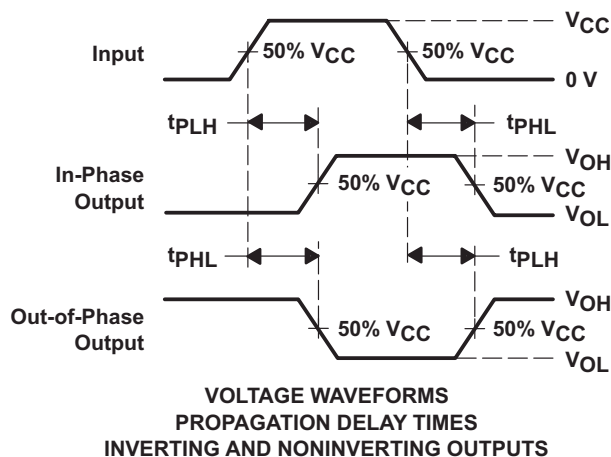 VCC
Input
50% VCC
50% VCC
0 V
tPLH
tPHL
VOH
In-Phase
Output
50% VCC
50% VCC
VOL
tPHL
tPLH
VOH
Out-of-Phase
Output
50% VCC
50% VCC
VOL
VOLTAGE WAVEFORMS
PROPAGATION DELAY TIMES
INVERTING AND NONINVERTING OUTPUTS